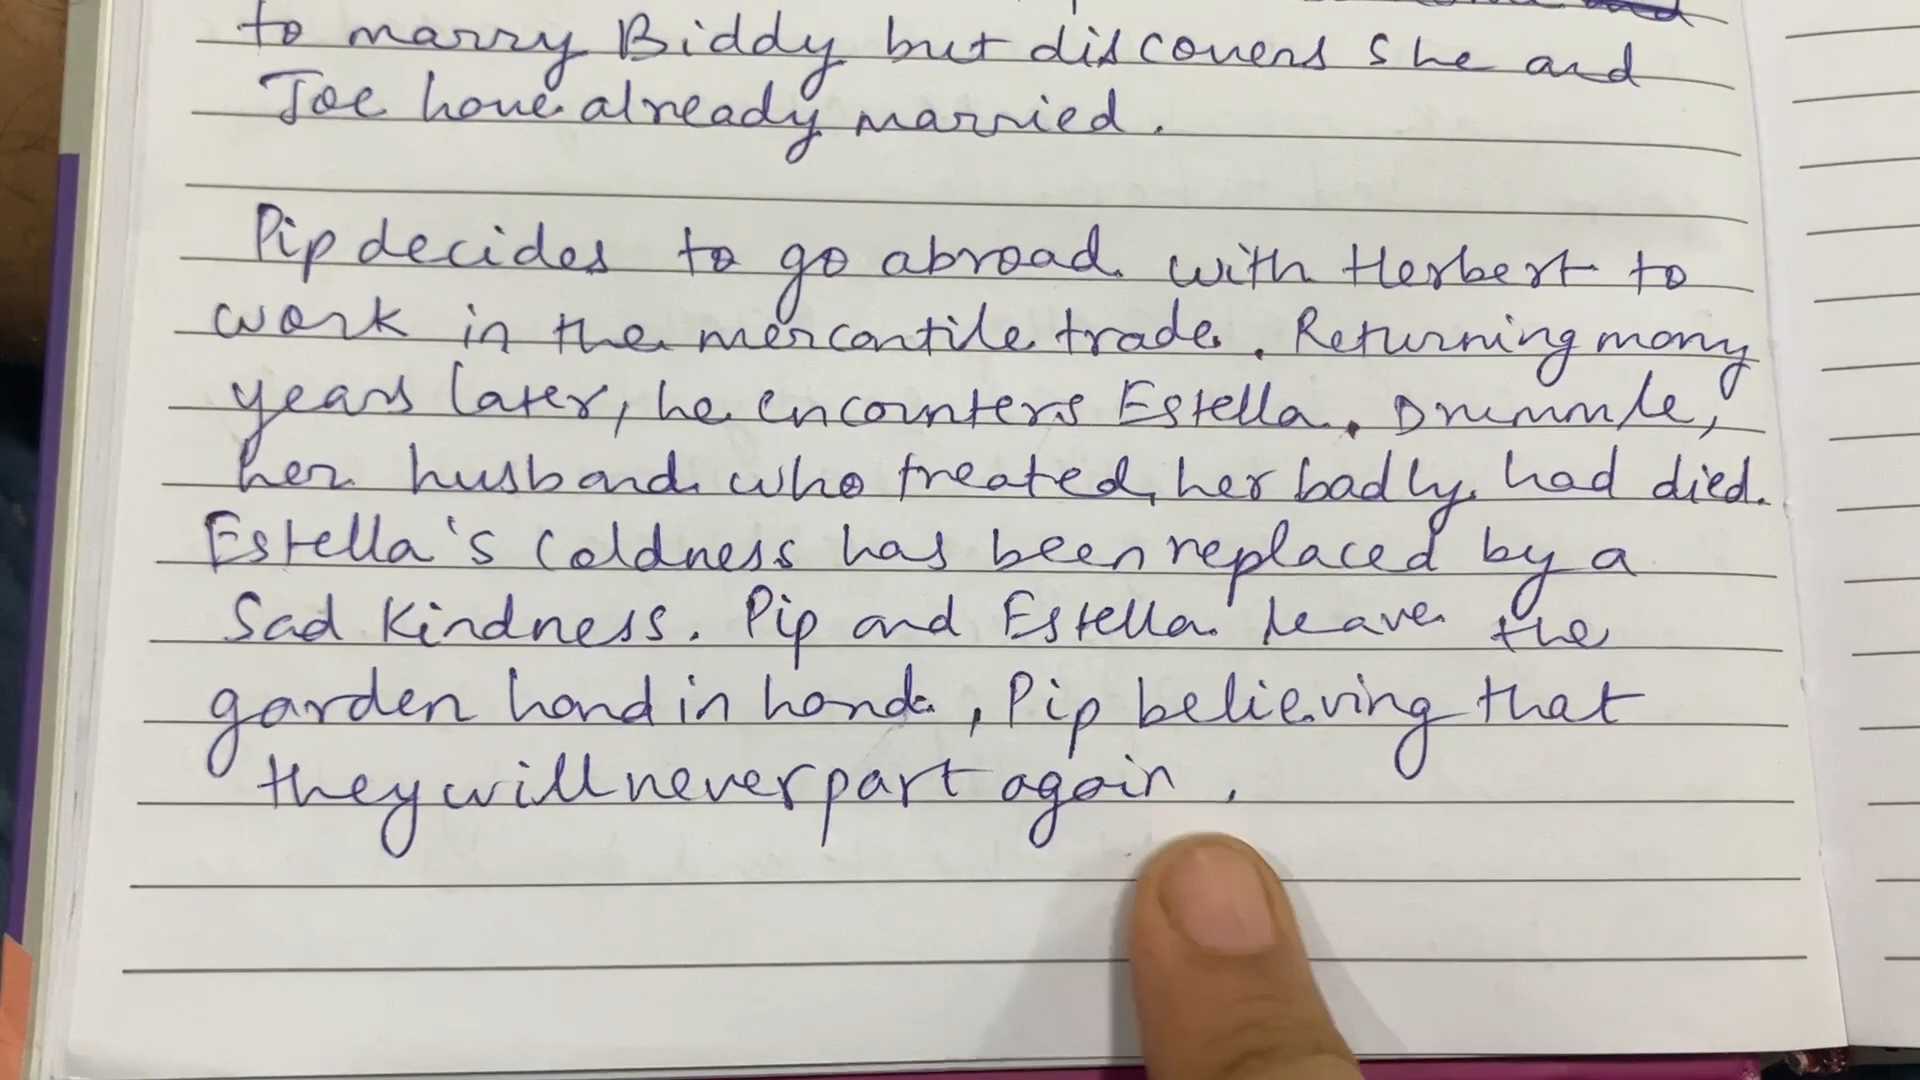 to marry Biddy but discovers she and
Joe have already married.
Pip decides to go abroad with Herbert to
work in the mercantile trade. Returning many
years later, he encounters Estella. Drummle,
her husband who treated her badly had died.
Estella's coldness has been replaced by a
Sad kindness. Pip and Estella leave the
garden hand in hand, Pip believing that
they will never part again.